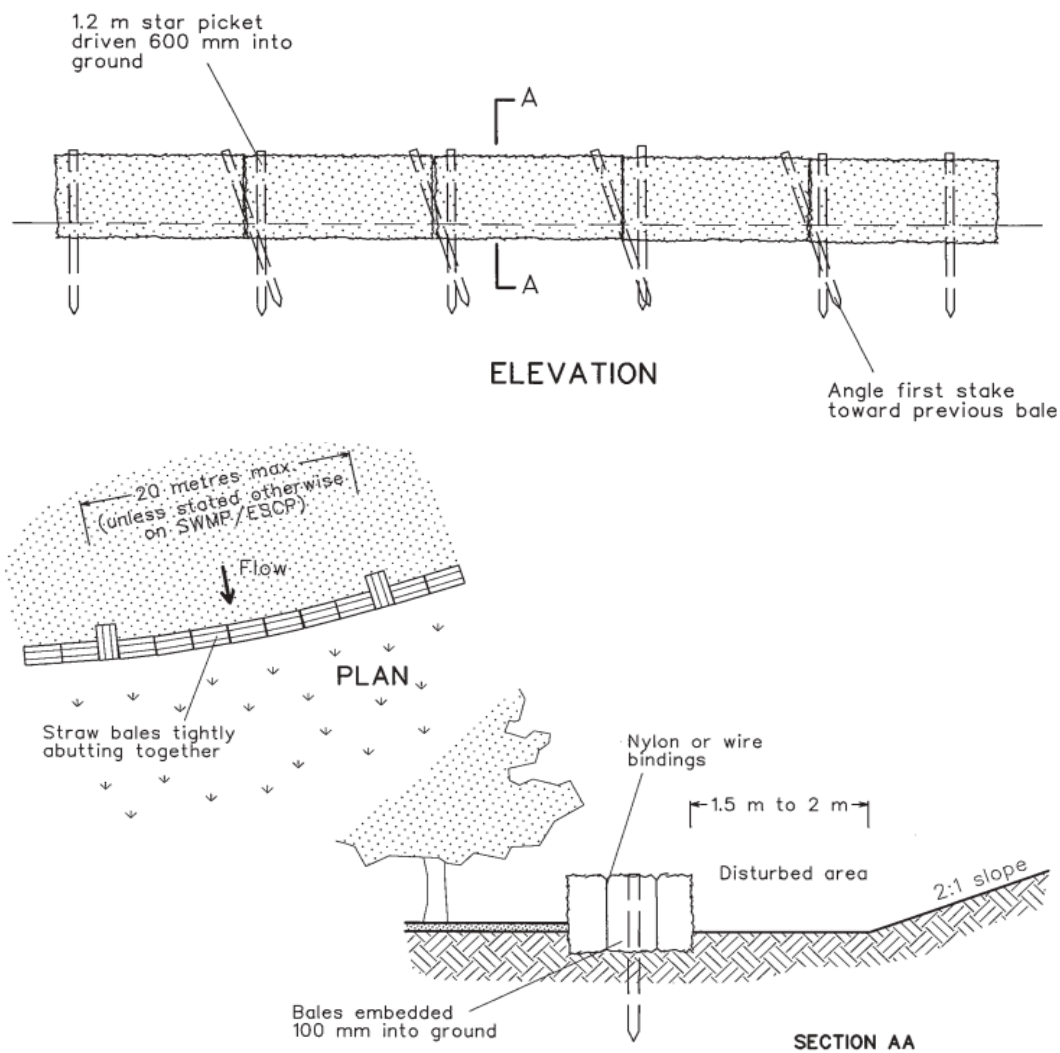 1.2 m star picket
driven 600 mm into
ground
A
A
ELEVATION
Angle first stake
toward previous bale
20 metres max.
(unless stated otherwise
on SWMP/ESCP)
Flow
PLAN
Straw bales tightly
abutting together
Nylon or wire
bindings
1.5 m to 2 m
Disturbed area
2:1 slope
Bales embedded
100 mm into ground
SECTION AA